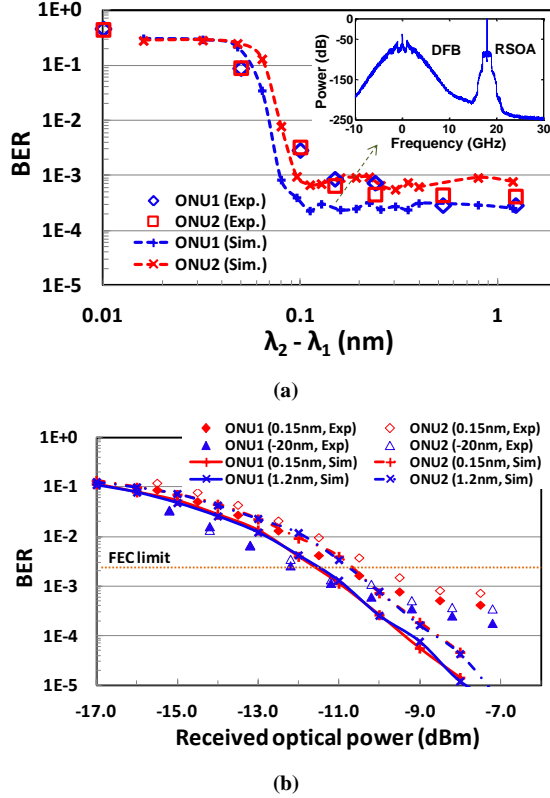 (a)
1E+0
1E-1
1E-2
1E-3
1E-4
1E-5
BER
0.01
0.1
1
λ2 - λ1 (nm)
ONU1 (Exp.)
ONU2 (Exp.)
ONU1 (Sim.)
ONU2 (Sim.)
Power (dB)
0
-50
-150
-250
DFB
RSOA
-10
0
10
20
30
Frequency (GHz)
(a)
1E+0
1E-1
1E-2
1E-3
1E-4
1E-5
BER
ONU1 (0.15nm, Exp) ONU2 (0.15nm, Exp)
ONU1 (-20nm, Exp) ONU2 (-20nm, Exp)
ONU1 (0.15nm, Sim) ONU2 (0.15nm, Sim)
ONU1 (1.2nm, Sim) ONU2 (1.2nm, Sim)
FEC limit
-17.0 -15.0 -13.0 -11.0 -9.0 -7.0
Received optical power (dBm)
(b)